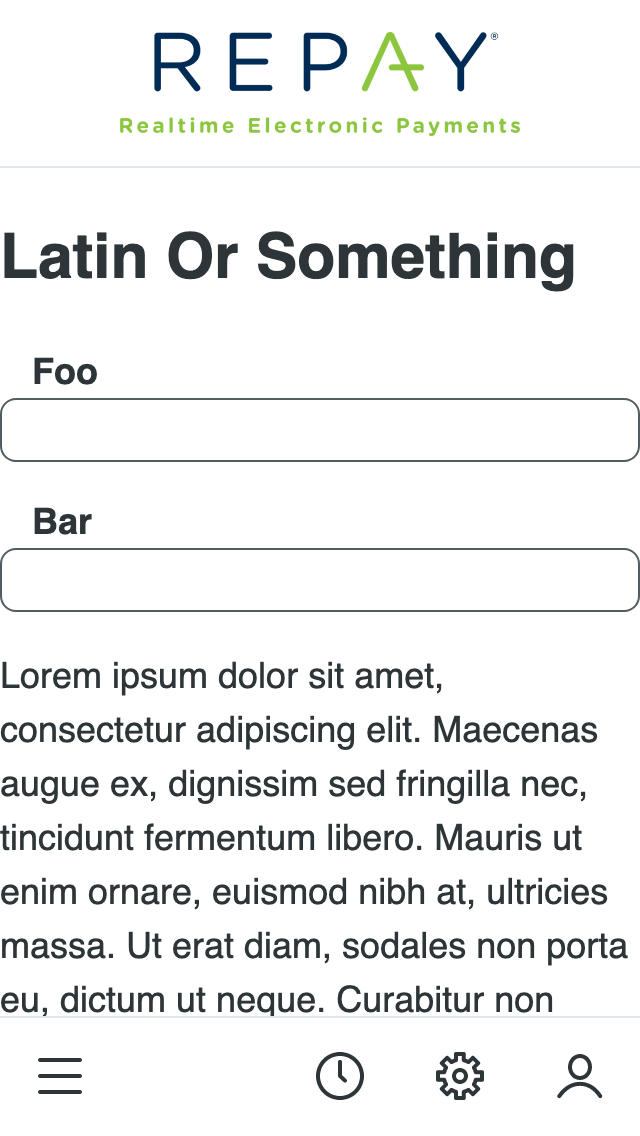 REPAY®
Realtime Electronic Payments
Latin Or Something
Foo
Bar
Lorem ipsum dolor sit amet,
consectetur adipiscing elit. Maecenas
augue ex, dignissim sed fringilla nec,
tincidunt fermentum libero. Mauris ut
enim ornare, euismod nibh at, ultricies
massa. Ut erat diam, sodales non porta
eu, dictum ut neque. Curabitur non